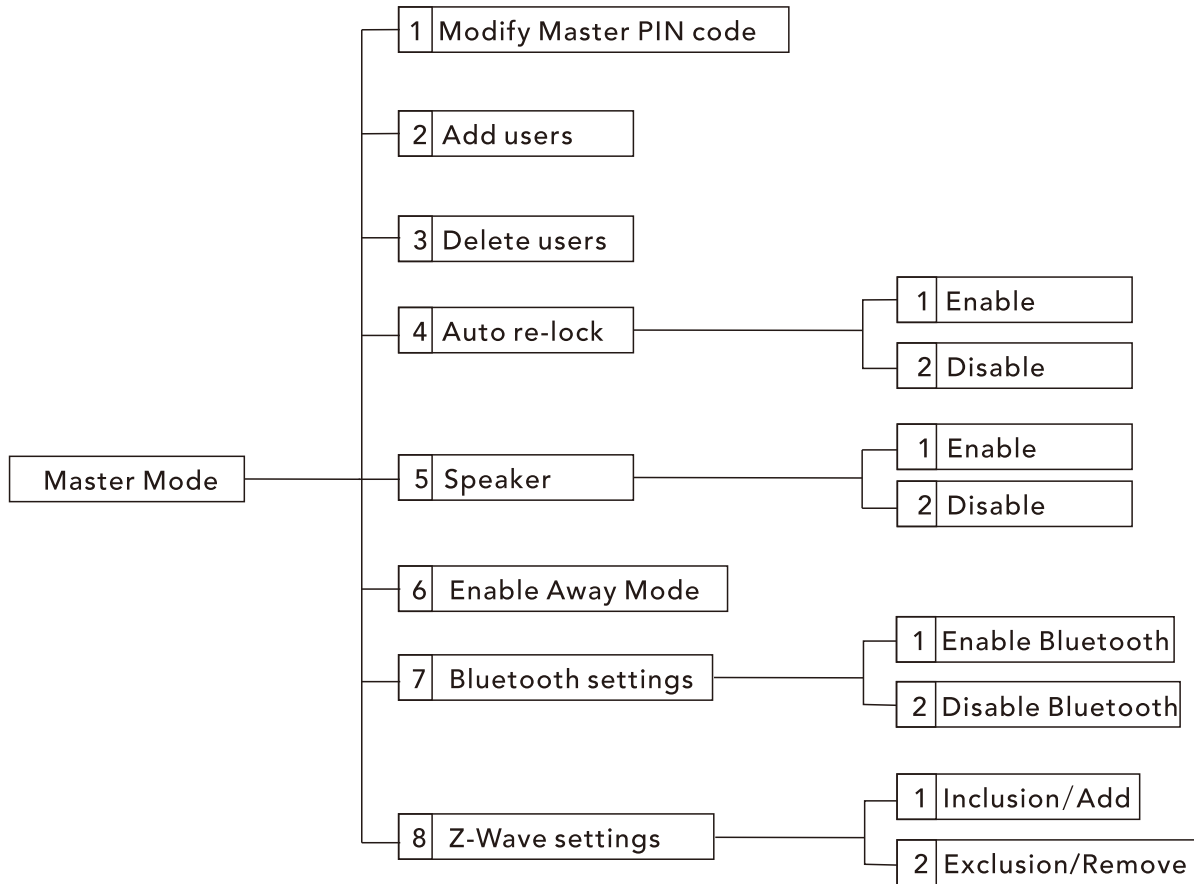 1 Modify Master PIN code
2 Add users
3 Delete users
4 Auto re-lock
1 Enable
2 Disable
Master Mode
5 Speaker
1 Enable
2 Disable
6 Enable Away Mode
7 Bluetooth settings
1 Enable Bluetooth
2 Disable Bluetooth
8 Z-Wave settings
1 Inclusion/Add
2 Exclusion/Remove